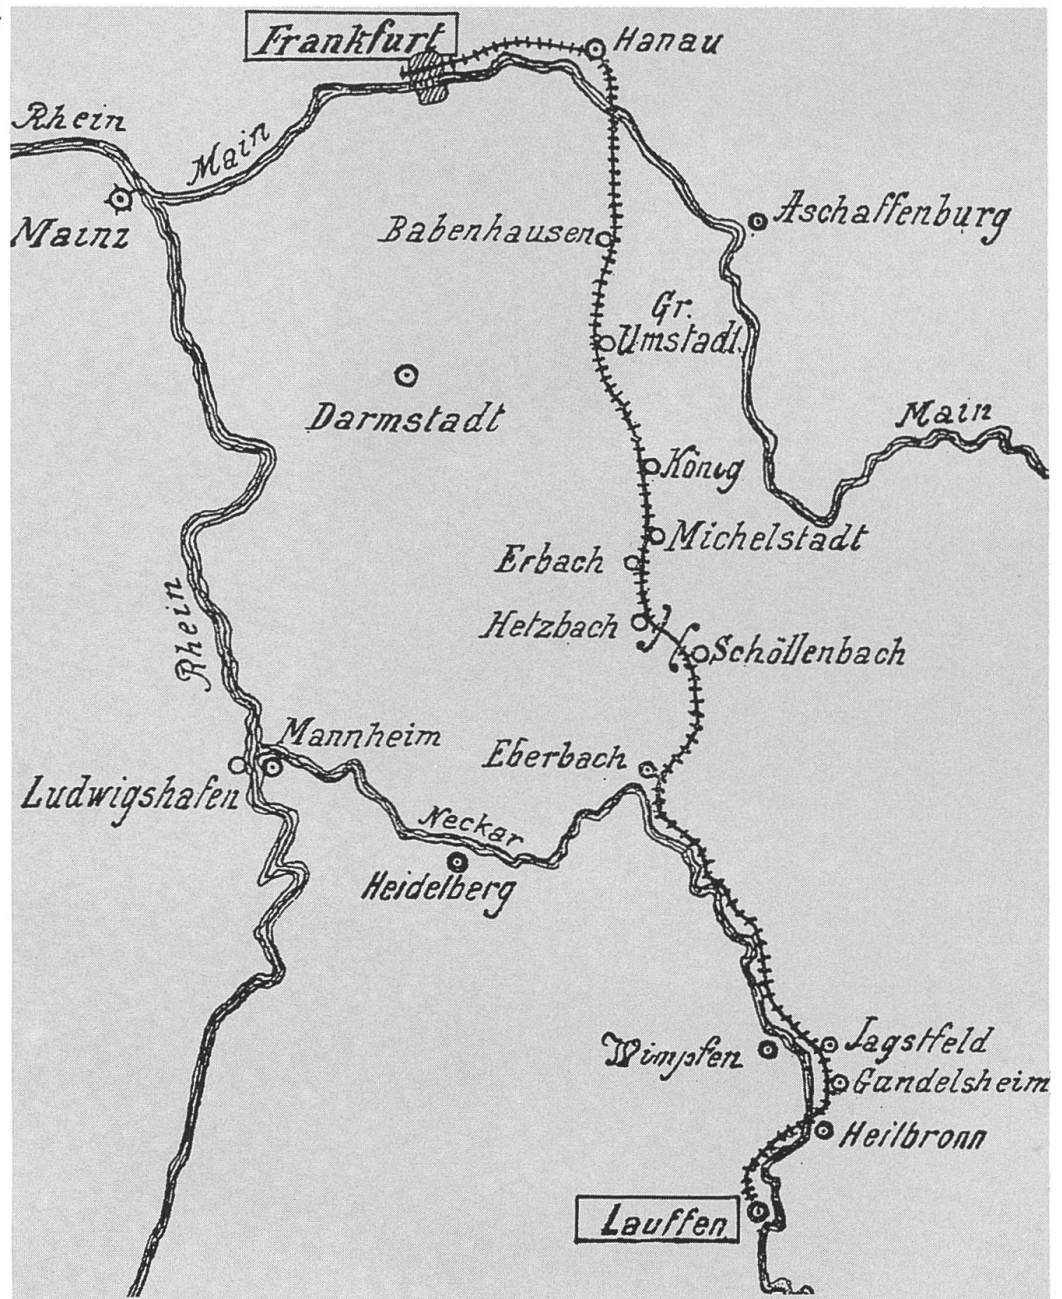 Frankfurt
Hanau
Rhein
Main
Mainz
Aschaffenburg
Babenhausen
Gr.
Umstadt.
Darmstadt
Main
König
Michelstadt
Erbach
Rhein
Hetzbach
Schöllenbach
Mannheim
Eberbach
Ludwigshafen
Neckar
Heidelberg
Wimpfen
Jagstfeld
Gundelsheim
Heilbronn
Lauffen